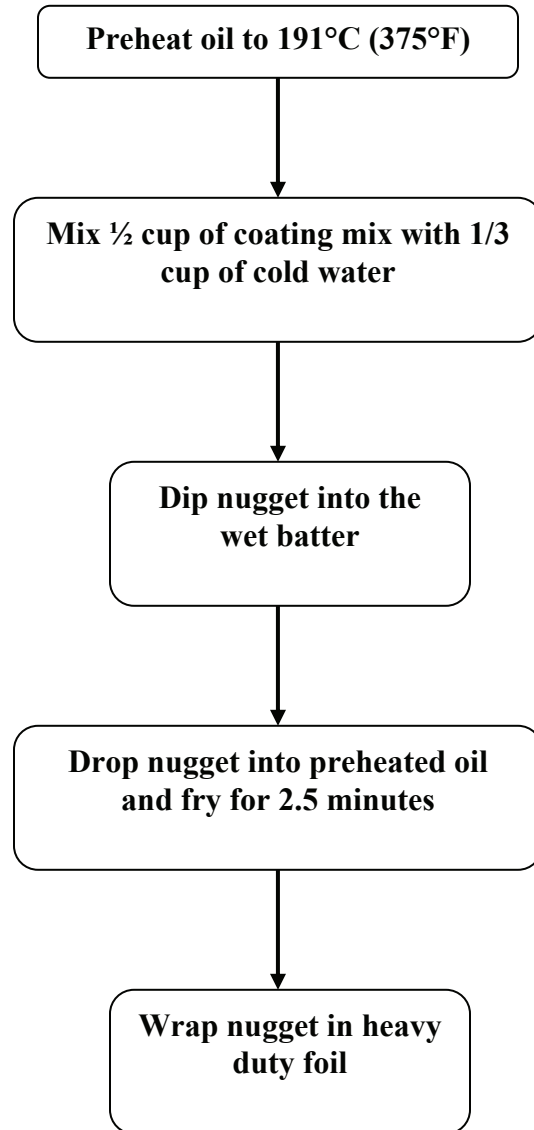 Preheat oil to 191°C (375°F)
Mix ½ cup of coating mix with 1/3
cup of cold water
Dip nugget into the
wet batter
Drop nugget into preheated oil
and fry for 2.5 minutes
Wrap nugget in heavy
duty foil